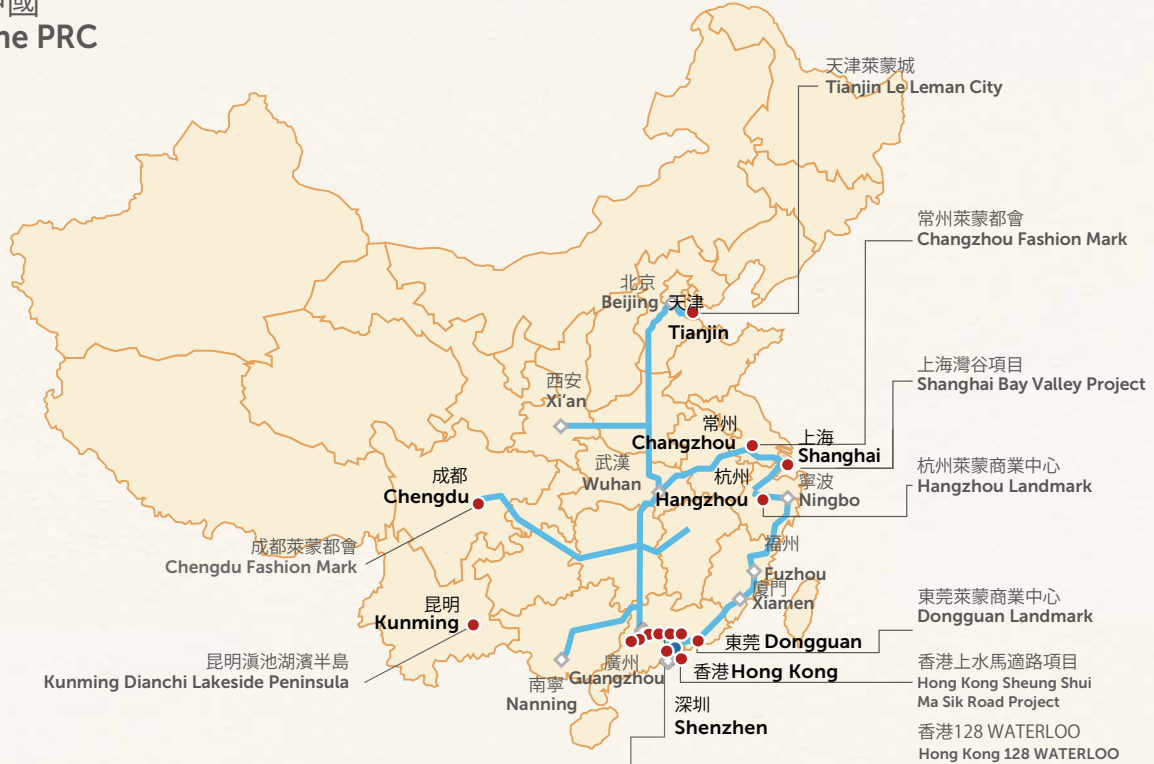 中國
he PRC
天津萊蒙城
Tianjin Le Leman City
常州萊蒙都會
Changzhou Fashion Mark
北京
Beijing
天津
Tianjin
上海灣谷項目
Shanghai Bay Valley Project
西安
Xi'an
常州
Changzhou
上海
Shanghai
武漢
Wuhan
杭州
Hangzhou
寧波
Ningbo
杭州萊蒙商業中心
Hangzhou Landmark
成都
Chengdu
成都萊蒙都會
Chengdu Fashion Mark
福州
Fuzhou
廈門
Xiamen
東莞萊蒙商業中心
Dongguan Landmark
昆明
Kunming
昆明滇池湖濱半島
Kunming Dianchi Lakeside Peninsula
東莞 Dongguan
廣州
Guangzhou
香港 Hong Kong
南寧
Nanning
香港上水馬適路項目
Hong Kong Sheung Shui
Ma Sik Road Project
深圳
Shenzhen
香港128 WATERLOO
Hong Kong 128 WATERLOO